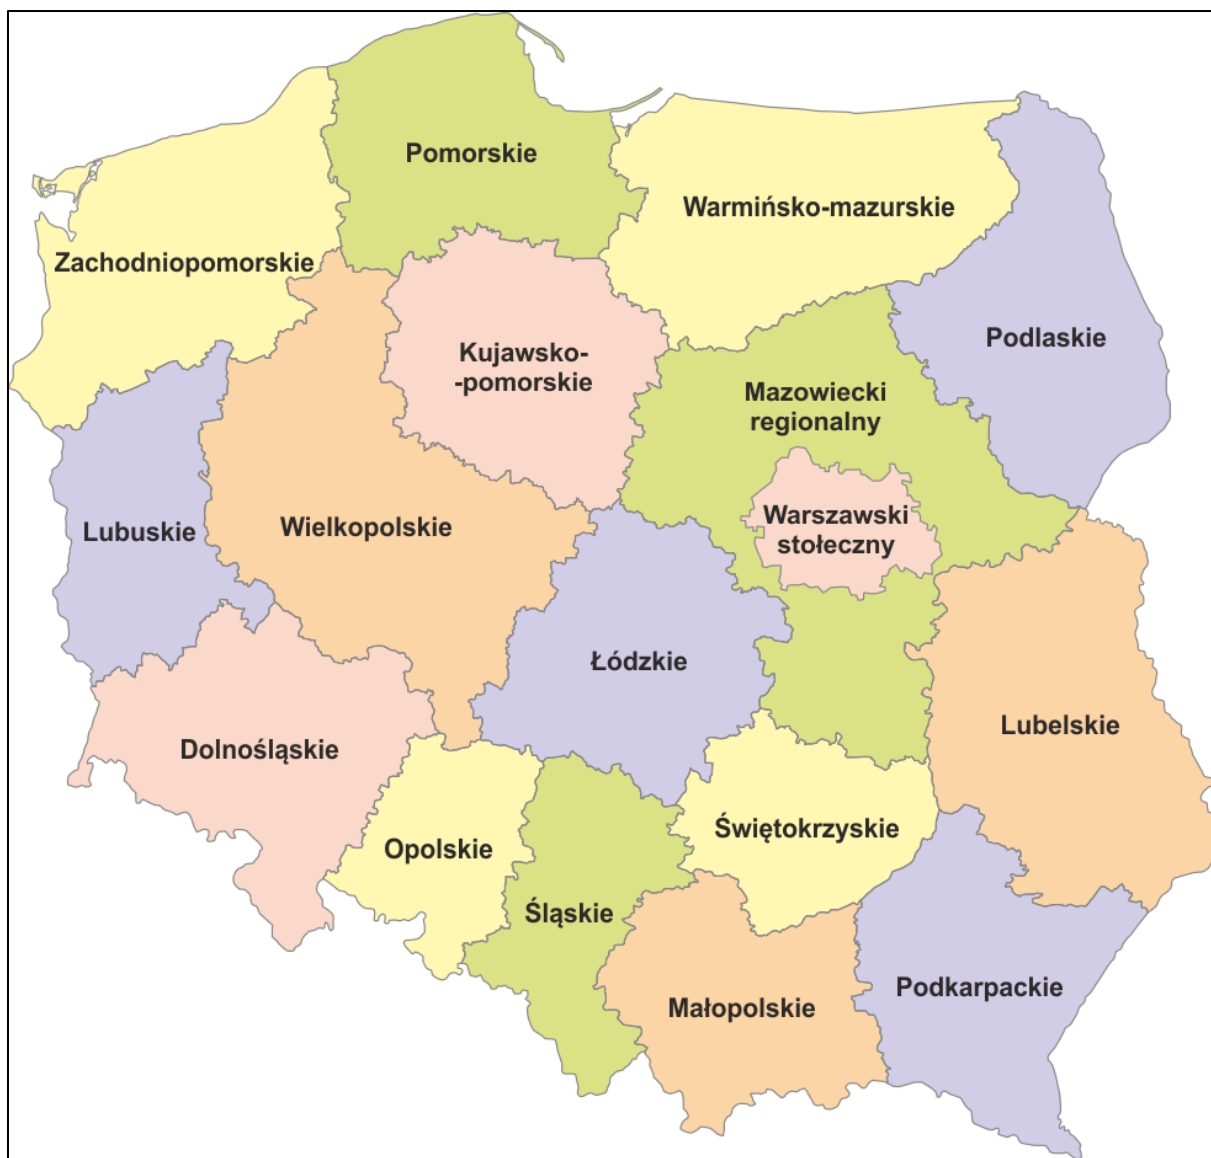 Pomorskie
Warmińsko-mazurskie
Zachodniopomorskie
Podlaskie
Kujawsko-
-pomorskie
Mazowiecki
regionalny
Lubuskie
Wielkopolskie
Warszawski
stołeczny
Łódzkie
Lubelskie
Dolnośląskie
Opolskie
Świętokrzyskie
Śląskie
Podkarpackie
Małopolskie